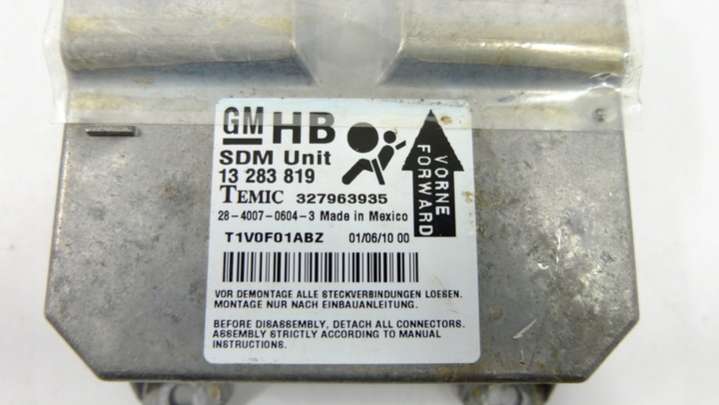 GM HB
SDM Unit
13 283 819
TEMIC 327963935
28-4007-0604-3 Made in Mexico
T1V0F01ABZ 01/06/10 00
VORNE
FORWARD
VOR DEMONTAGE ALLE STECKVERBINDUNGEN LOESEN.
MONTAGE NUR NACH EINBAUANLEITUNG.
BEFORE DISASSEMBLY, DETACH ALL CONNECTORS.
ASSEMBLY STRICTLY ACCORDING TO MANUAL
INSTRUCTIONS.